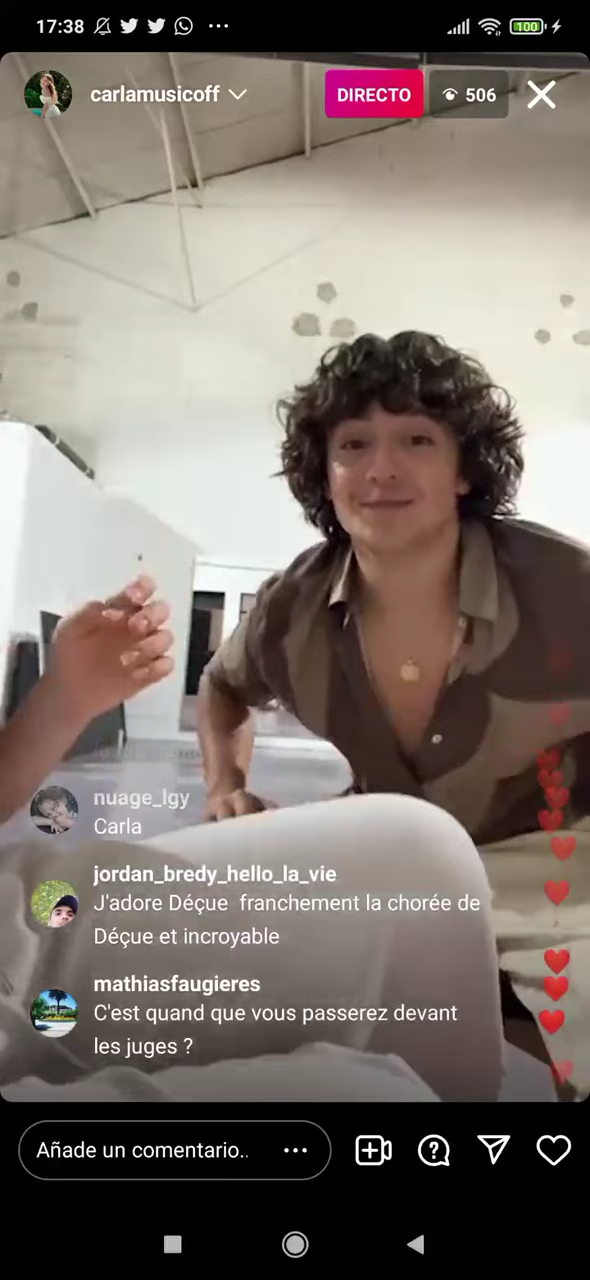 17:38
100
carlamusicoff
DIRECTO
506
nuage_lgy
Carla
jordan_bredy_hello_la_vie
J'adore Déçue franchement la chorée de
Déçue et incroyable
mathiasfaugieres
C'est quand que vous passerez devant
les juges ?
Añade un comentario..